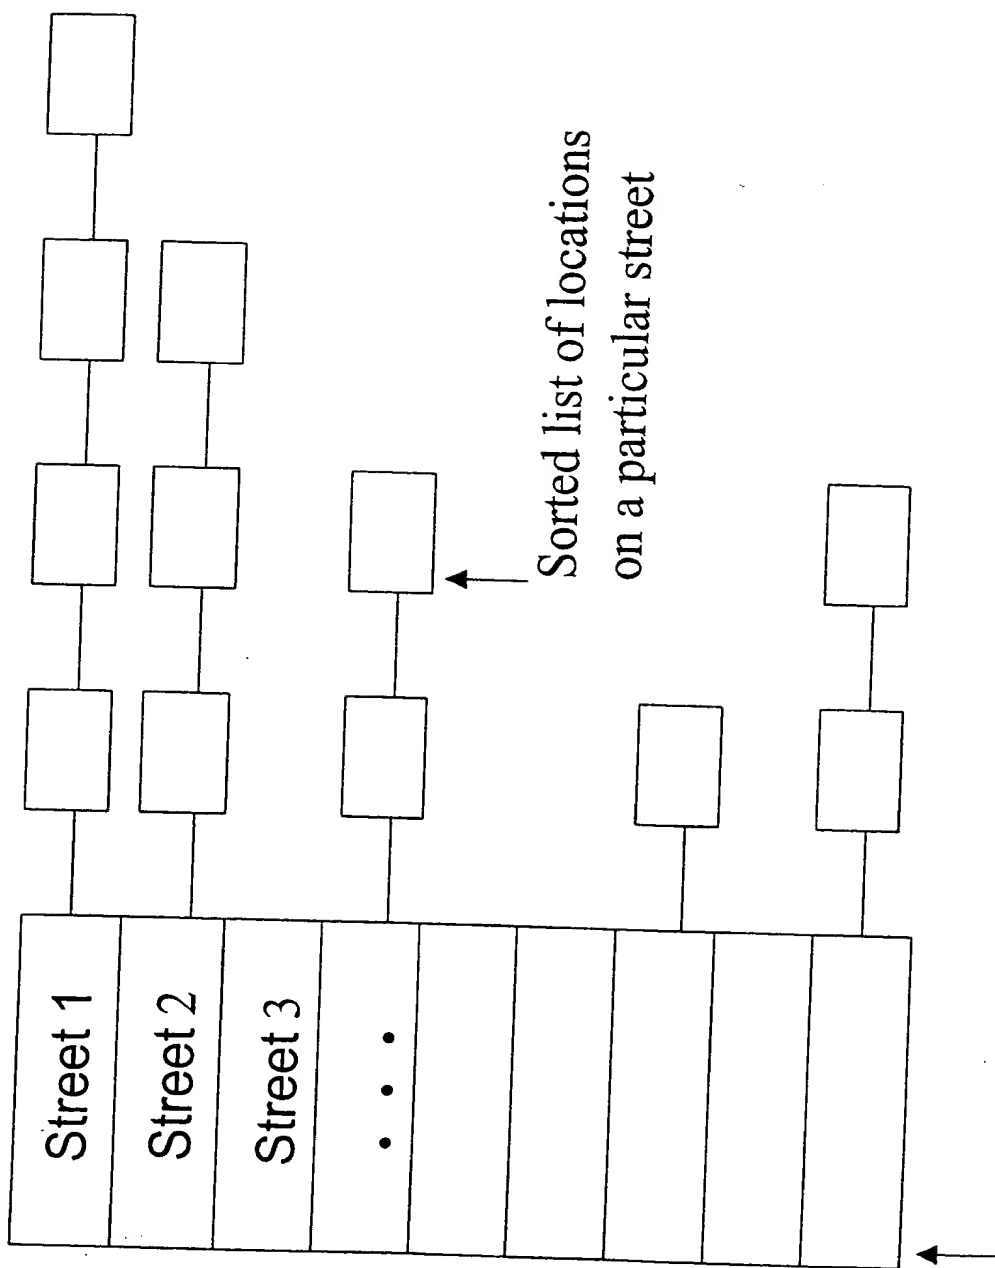 Street 1
Street 2
Street 3
• • •
Sorted list of locations
on a particular street